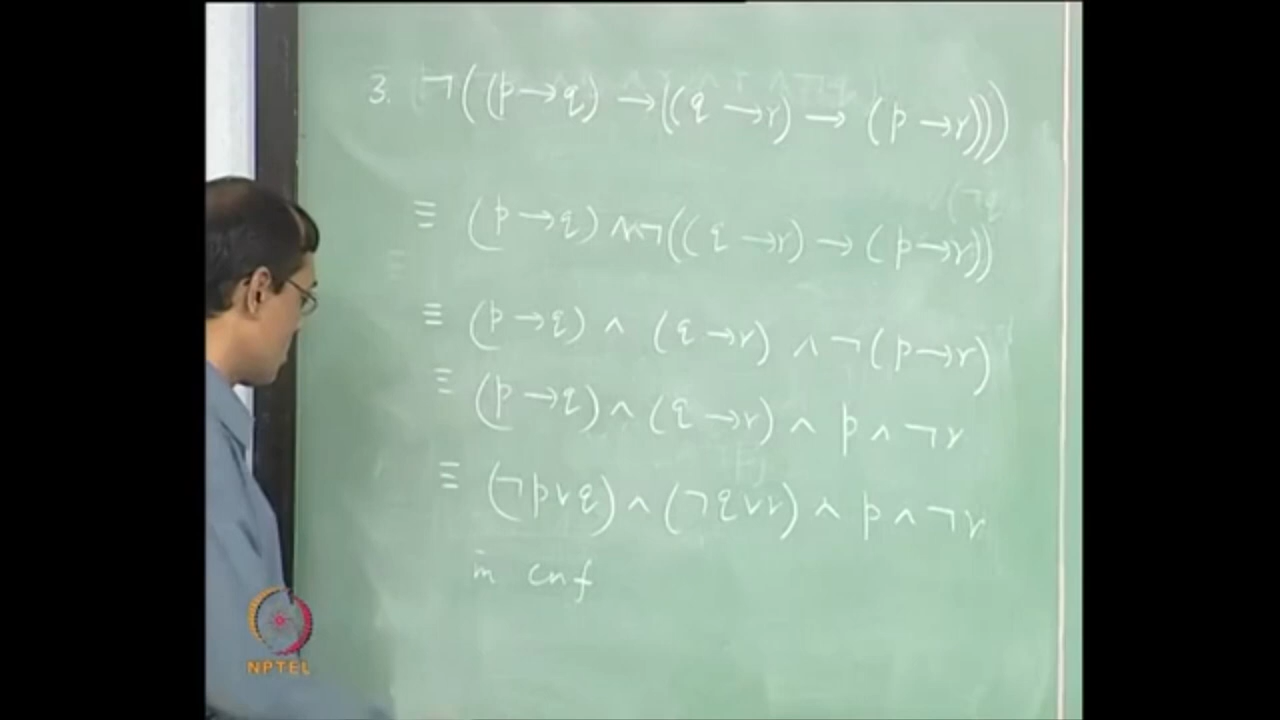 3. ¬((p→q) →((q →r) → (p →r)))
≡ (p→q) ∧¬((q →r) → (p→r))
≡ (p→q) ∧ (q→r) ∧ ¬(p→r)
≡ (p→q) ∧ (q →r) ∧ p ∧ ¬r
≡ (¬p∨q) ∧ (¬q∨r) ∧ p ∧ ¬r
in cnf
NPTEL